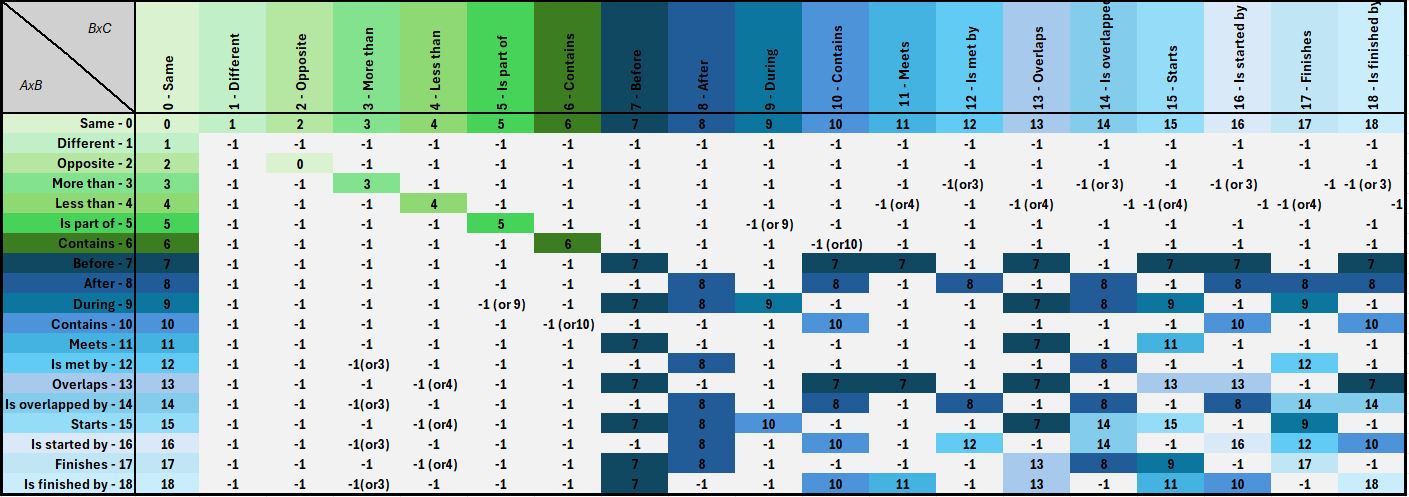 BxC
AxB
0 - Same
1 - Different
2 - Opposite
3 - More than
4 - Less than
5 - Is part of
6 - Contains
7 - Before
8 - After
9 - During
10 - Contains
11 - Meets
12 - Is met by
13 - Overlaps
14 - Is overlapped
15 - Starts
16 - Is started by
17 - Finishes
18 - Is finished by
Same - 0 0 1 2 3 4 5 6 7 8 9 10 11 12 13 14 15 16 17 18
Different - 1 1 -1 -1 -1 -1 -1 -1 -1 -1 -1 -1 -1 -1 -1 -1 -1 -1 -1 -1
Opposite - 2 2 -1 0 -1 -1 -1 -1 -1 -1 -1 -1 -1 -1 -1 -1 -1 -1 -1 -1
More than - 3 3 -1 -1 3 -1 -1 -1 -1 -1 -1 -1 -1 -1(or3) -1 -1 (or 3) -1 -1 (or 3) -1 -1 (or 3)
Less than - 4 4 -1 -1 -1 4 -1 -1 -1 -1 -1 -1 -1 (or4) -1 -1 (or4) -1 -1 (or4) -1 -1 (or4) -1
Is part of - 5 5 -1 -1 -1 -1 5 -1 -1 -1 -1 (or 9) -1 -1 -1 -1 -1 -1 -1 -1 -1
Contains - 6 6 -1 -1 -1 -1 -1 6 -1 -1 -1 -1 (or10) -1 -1 -1 -1 -1 -1 -1 -1
Before - 7 7 -1 -1 -1 -1 -1 -1 7 -1 -1 7 7 -1 7 -1 7 7 -1 7
After - 8 8 -1 -1 -1 -1 -1 -1 -1 8 -1 8 -1 8 -1 8 -1 8 8 8
During - 9 9 -1 -1 -1 -1 -1 (or 9) -1 7 8 9 -1 -1 -1 7 8 9 -1 9 -1
Contains - 10 10 -1 -1 -1 -1 -1 -1 (or10) -1 -1 -1 10 -1 -1 -1 -1 -1 10 -1 10
Meets - 11 11 -1 -1 -1 -1 -1 -1 7 -1 -1 -1 -1 -1 7 -1 11 -1 -1 -1
Is met by - 12 12 -1 -1 -1(or3) -1 -1 -1 -1 8 -1 -1 -1 -1 -1 8 -1 -1 12 -1
Overlaps - 13 13 -1 -1 -1 -1 (or4) -1 -1 7 -1 -1 7 7 -1 7 -1 13 13 -1 7
Is overlapped by - 14 14 -1 -1 -1(or3) -1 -1 -1 -1 8 -1 8 -1 8 -1 8 -1 8 14 14
Starts - 15 15 -1 -1 -1 -1 (or4) -1 -1 7 8 10 -1 -1 -1 7 14 15 -1 9 -1
Is started by - 16 16 -1 -1 -1(or3) -1 -1 -1 -1 8 -1 10 -1 12 -1 14 -1 16 12 10
Finishes - 17 17 -1 -1 -1 -1 (or4) -1 -1 7 8 -1 -1 -1 -1 13 8 9 -1 17 -1
Is finished by - 18 18 -1 -1 -1(or3) -1 -1 -1 7 -1 -1 10 11 -1 13 -1 11 10 -1 18